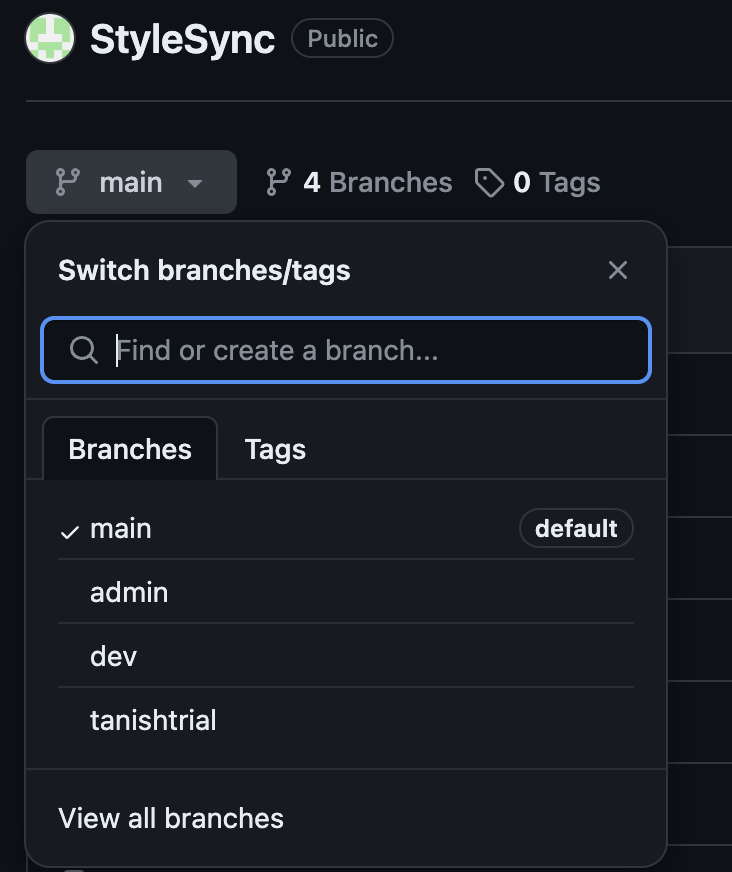 StyleSync Public
main 4 Branches 0 Tags
Switch branches/tags
Find or create a branch...
Branches Tags
main default
admin
dev
tanishtrial
View all branches